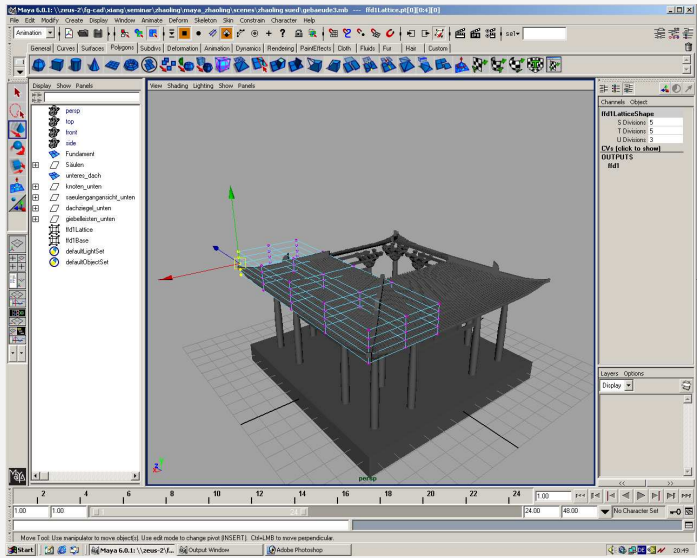 Maya 6.0.1: \\zeus-2\fg-cad\xiang\seminar\zhaoling\maya_zhaoling\scenes\zhaoling sued\gebaeude3.mb --- ffd1Lattice.pt[0][0:4][0]
File Edit Modify Create Display Window Animate Deform Skeleton Skin Constrain Character Help
Animation sel*
General Curves Surfaces Polygons Subdivs Deformation Animation Dynamics Rendering PaintEffects Cloth Fluids Fur Hair Custom
Display Show Panels
View Shading Lighting Show Panels
Channels Object
persp
top
front
side
Fundament
Säulen
unteres_dach
knoten_unten
saeulengangansicht_unten
dachziegel_unten
giebelleisten_unten
ffd1Lattice
ffd1Base
defaultLightSet
defaultObjectSet
ffd1LatticeShape
S Divisions 5
T Divisions 5
U Divisions 3
CVs (click to show)
OUTPUTS
ffd1
Layers Options
Display
persp
Maya
<< >>
2 4 6 8 10 12 14 16 18 20 22 24 1.00
1.00 1.00 24.00 48.00 No Character Set
Move Tool: Use manipulator to move object(s). Use edit mode to change pivot (INSERT). Ctrl+LMB to move perpendicular.
Start Maya 6.0.1: \\zeus-2\f... Output Window Adobe Photoshop DE 20:49